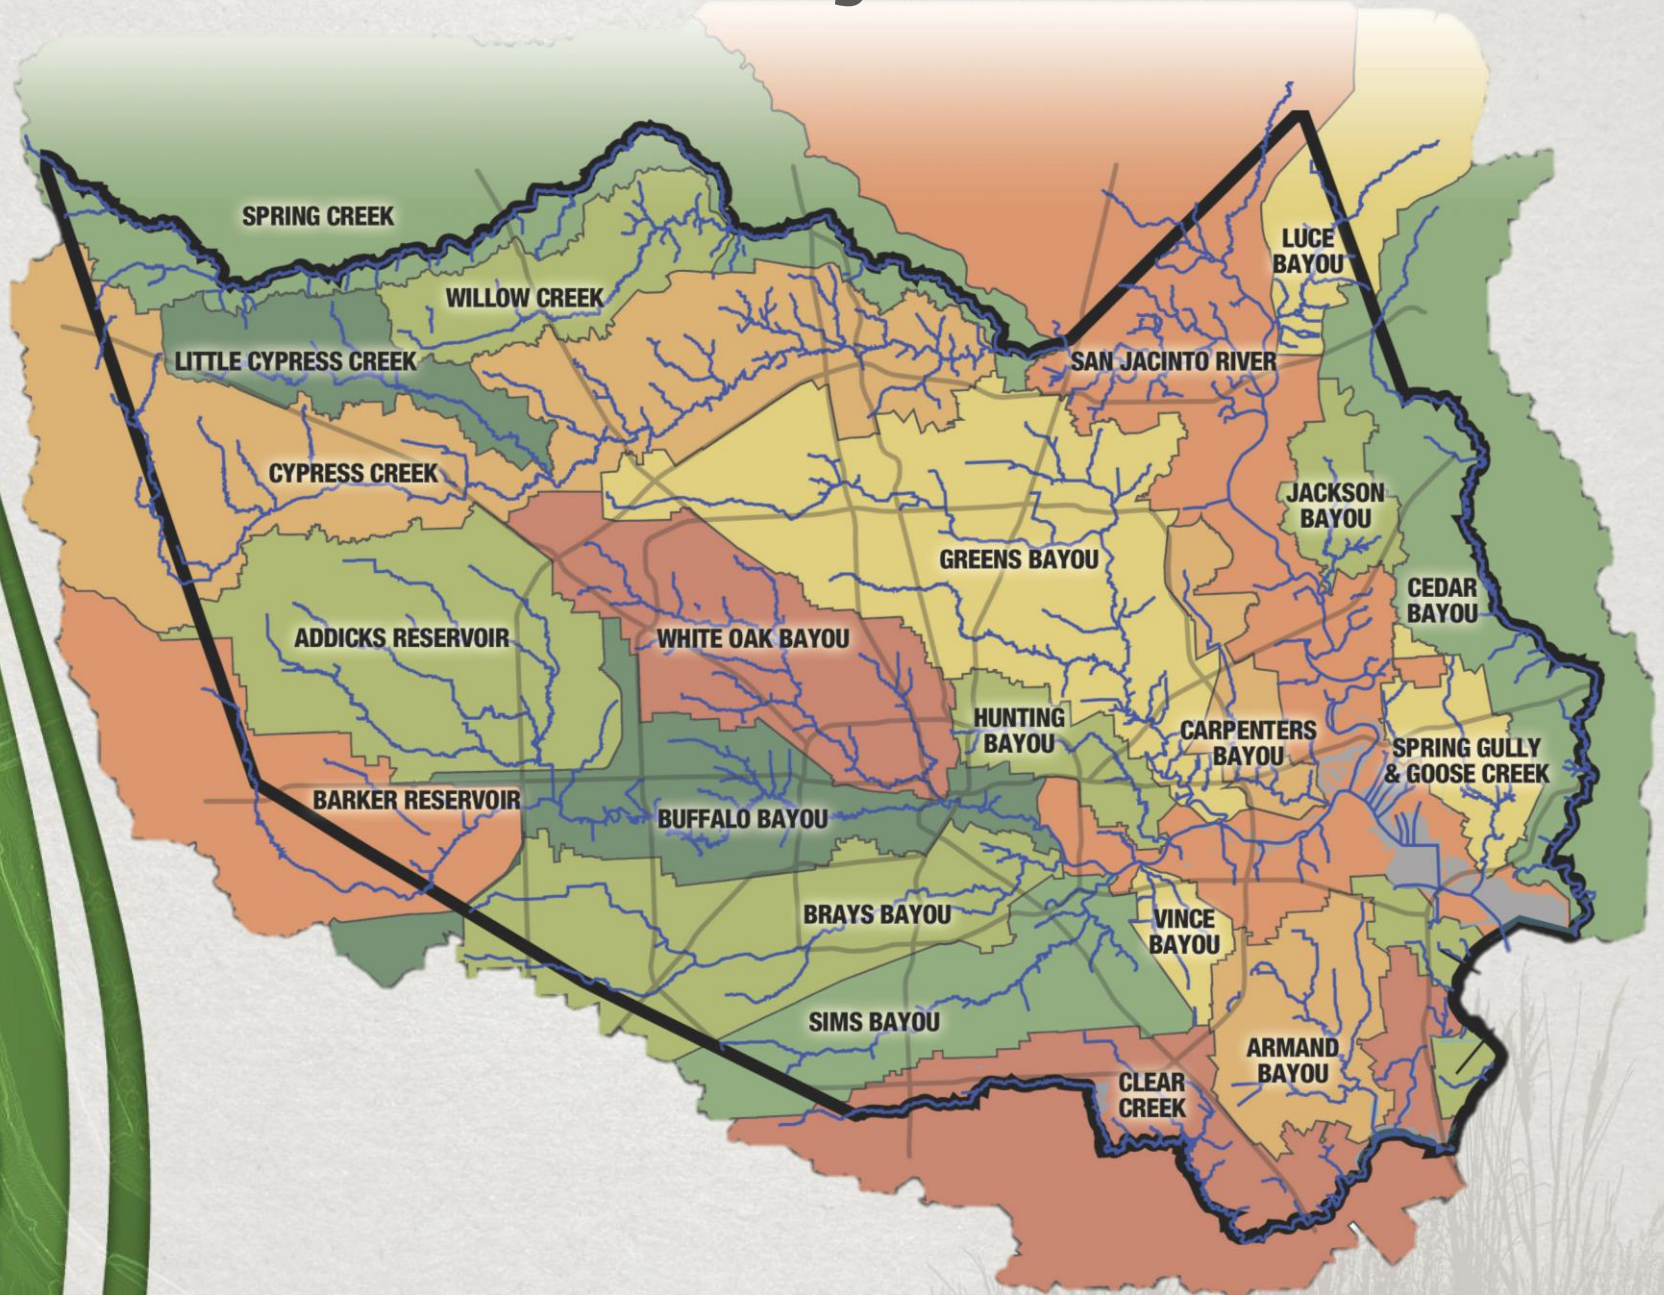 SPRING CREEK
LUCE
BAYOU
WILLOW CREEK
LITTLE CYPRESS CREEK
SAN JACINTO RIVER
CYPRESS CREEK
JACKSON
BAYOU
GREENS BAYOU
CEDAR
BAYOU
ADDICKS RESERVOIR
WHITE OAK BAYOU
HUNTING
BAYOU
CARPENTERS
BAYOU
SPRING GULLY
& GOOSE CREEK
BARKER RESERVOIR
BUFFALO BAYOU
BRAYS BAYOU
VINCE
BAYOU
SIMS BAYOU
ARMAND
BAYOU
CLEAR
CREEK